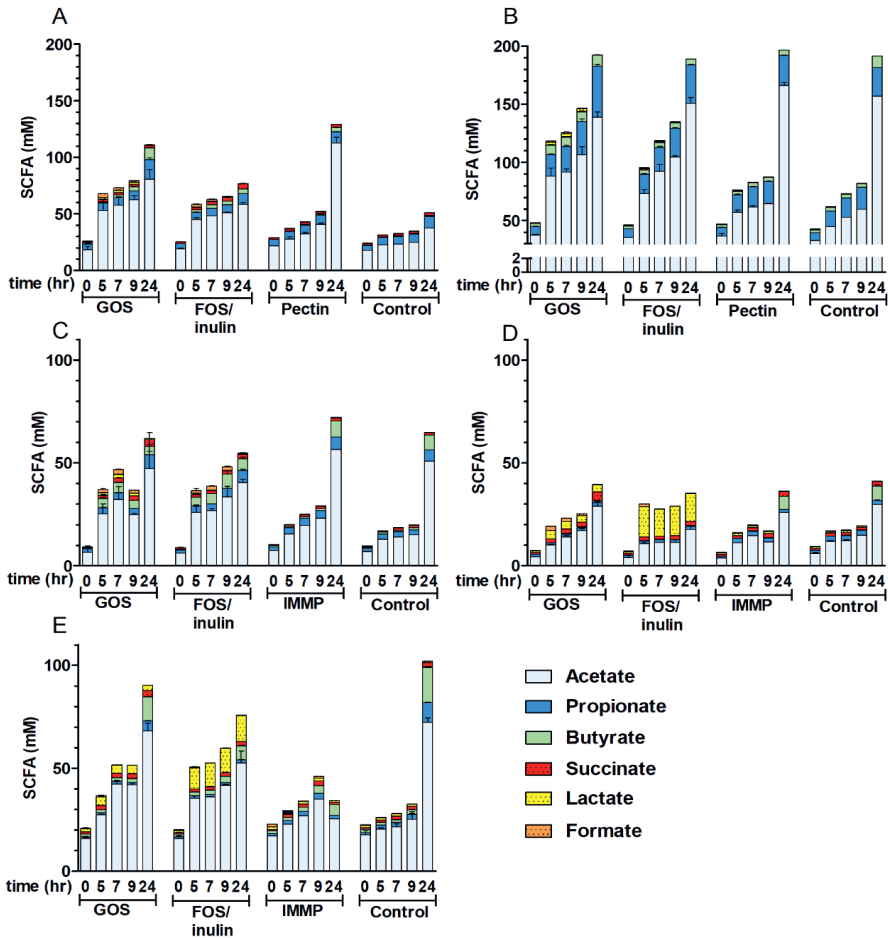 A
B
200
150
100
50
0
SCFA (mM)
time (hr)
0 5 7 9 24 0 5 7 9 24 0 5 7 9 24 0 5 7 9 24
GOS FOS/ inulin Pectin Control
200
150
100
50
2
0
SCFA (mM)
time (hr)
0 5 7 9 24 0 5 7 9 24 0 5 7 9 24 0 5 7 9 24
GOS FOS/ inulin Pectin Control
C
D
100
50
0
SCFA (mM)
time (hr)
0 5 7 9 24 0 5 7 9 24 0 5 7 9 24 0 5 7 9 24
GOS FOS/ inulin IMMP Control
100
50
0
SCFA (mM)
time (hr)
0 5 7 9 24 0 5 7 9 24 0 5 7 9 24 0 5 7 9 24
GOS FOS/ inulin IMMP Control
E
100
50
0
SCFA (mM)
time (hr)
0 5 7 9 24 0 5 7 9 24 0 5 7 9 24 0 5 7 9 24
GOS FOS/ inulin IMMP Control
Acetate
Propionate
Butyrate
Succinate
Lactate
Formate